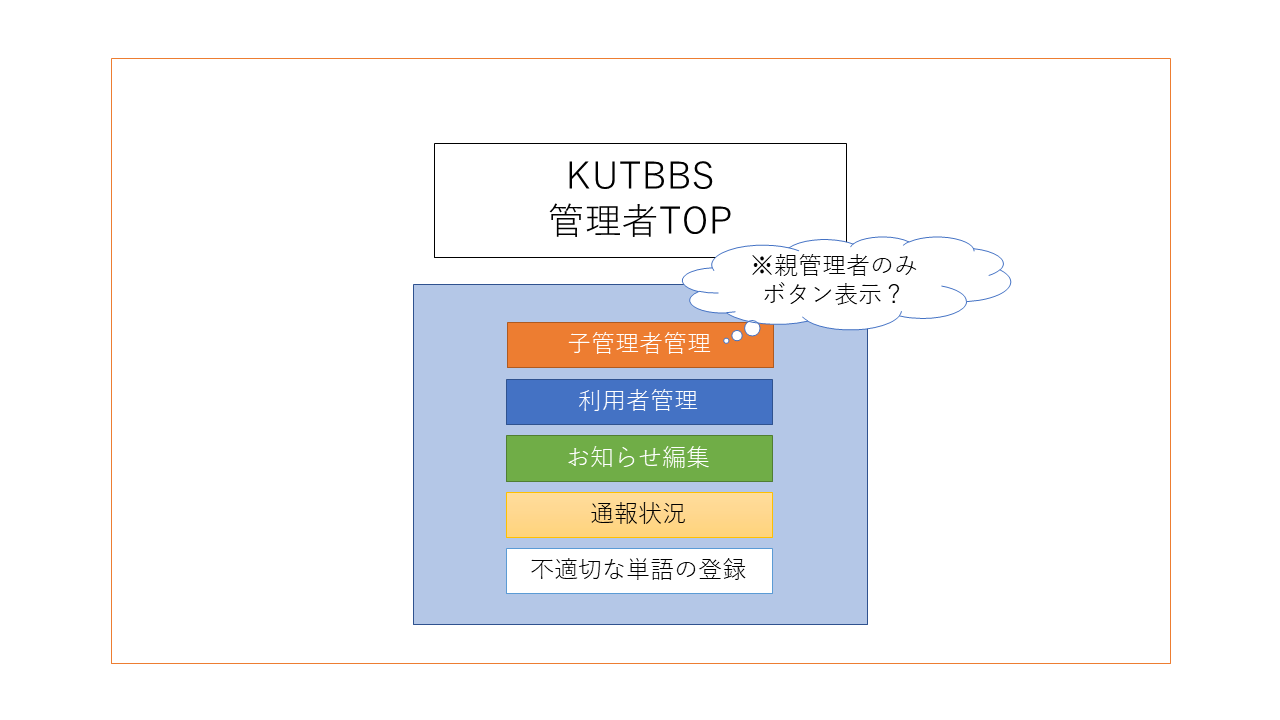 KUTBBS
管理者TOP
※親管理者のみ
ボタン表示？
子管理者管理
利用者管理
お知らせ編集
通報状況
不適切な単語の登録